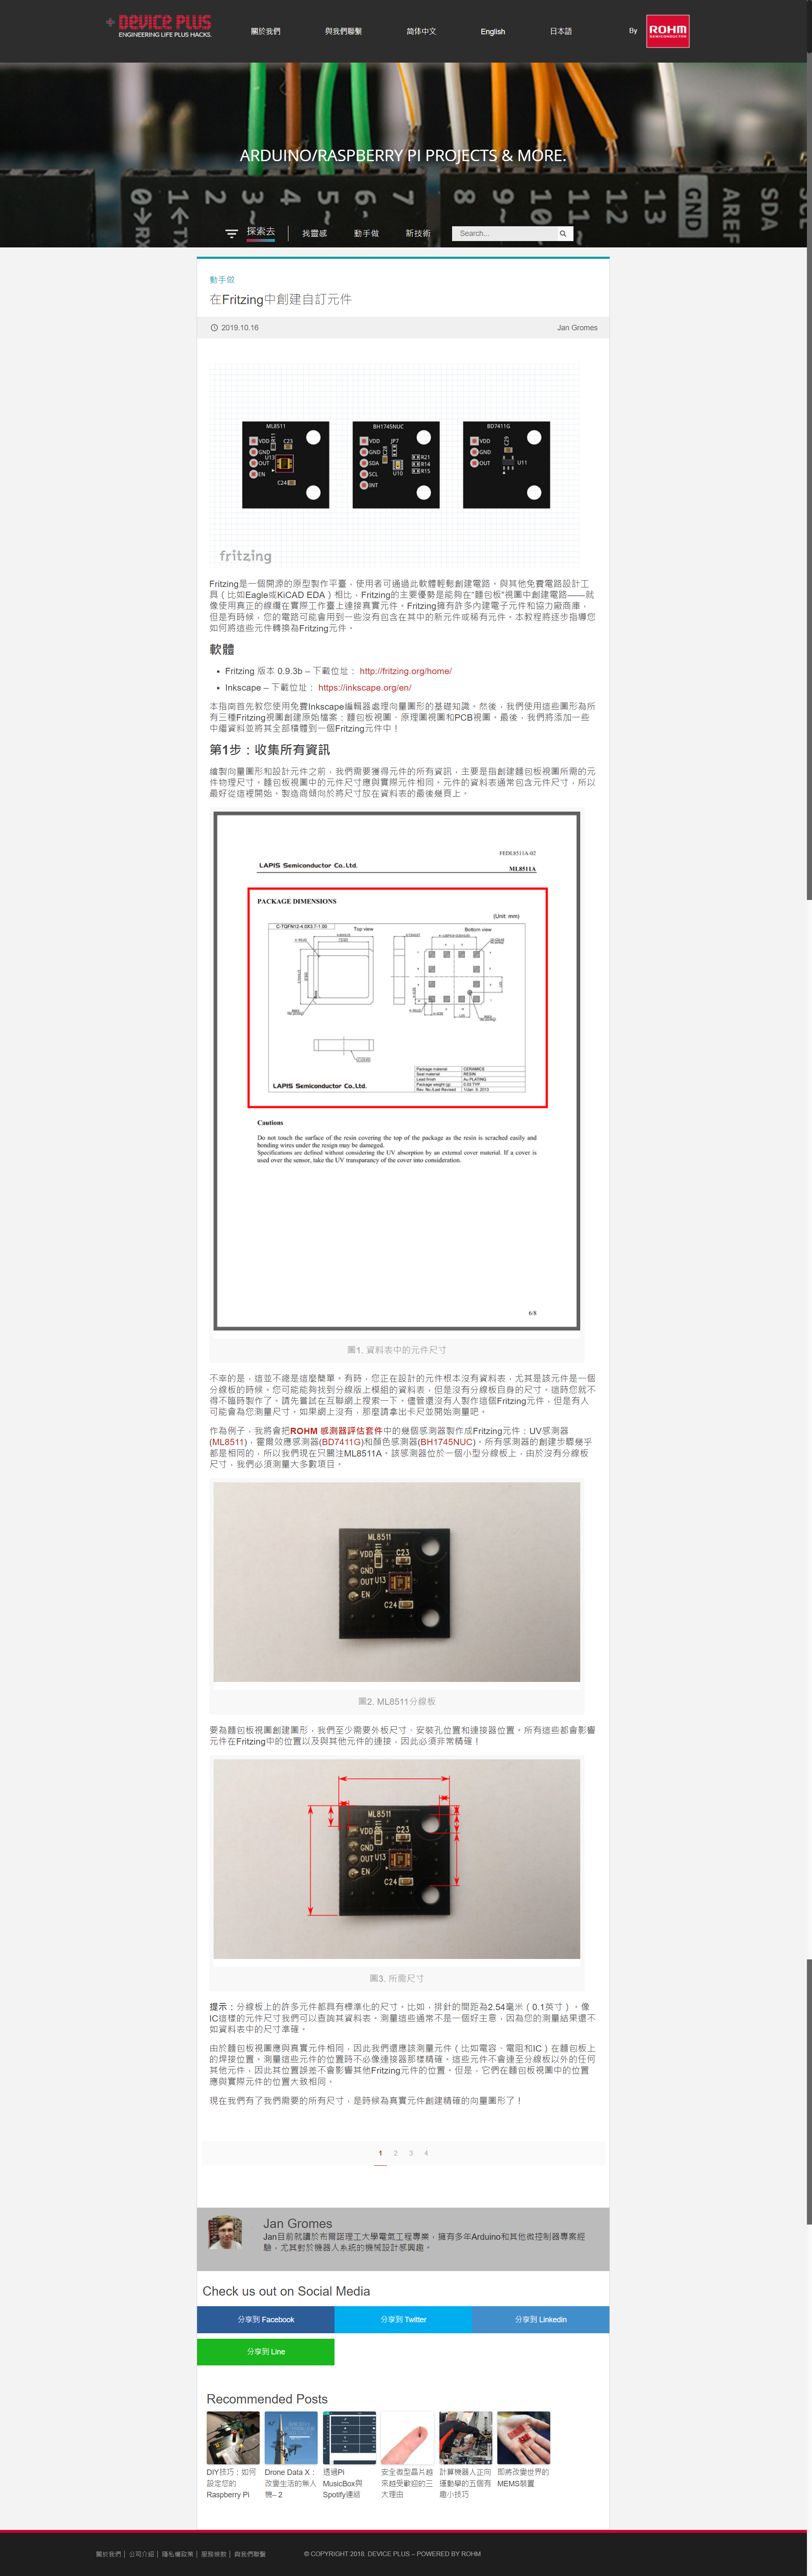 DEVICE PLUS
ENGINEERING LIFE PLUS HACKS.
關於我們
與我們聯繫
简体中文
English
日本語
By
ROHM
SEMICONDUCTOR
ARDUINO/RASPBERRY PI PROJECTS & MORE.
探索去
找靈感
動手做
新技術
Search...
動手做
在Fritzing中創建自訂元件
2019.10.16
Jan Gromes
ML8511
VDD
GND
OUT
EN
R11
U13
C23
C24
BH1745NUC
VDD
GND
SDA
SCL
INT
JP7
C28
U10
R21
R14
R15
BD7411G
VDD
GND
OUT
C29
U11
fritzing
Fritzing是一個開源的原型製作平臺，使用者可通過此軟體輕鬆創建電路。與其他免費電路設計工
具（比如Eagle或KiCAD EDA）相比，Fritzing的主要優勢是能夠在“麵包板”視圖中創建電路——就
像使用真正的線纜在實際工作臺上連接真實元件。Fritzing擁有許多內建電子元件和協力廠商庫，
但是有時候，您的電路可能會用到一些沒有包含在其中的新元件或稀有元件。本教程將逐步指導您
如何將這些元件轉換為Fritzing元件。
軟體
Fritzing 版本 0.9.3b – 下載位址： http://fritzing.org/home/
Inkscape – 下載位址： https://inkscape.org/en/
本指南首先教您使用免費Inkscape編輯器處理向量圖形的基礎知識。然後，我們使用這些圖形為所
有三種Fritzing視圖創建原始檔案：麵包板視圖、原理圖視圖和PCB視圖。最後，我們將添加一些
中繼資料並將其全部積體到一個Fritzing元件中！
第1步：收集所有資訊
繪製向量圖形和設計元件之前，我們需要獲得元件的所有資訊，主要是指創建麵包板視圖所需的元
件物理尺寸。麵包板視圖中的元件尺寸應與實際元件相同。元件的資料表通常包含元件尺寸，所以
最好從這裡開始。製造商傾向於將尺寸放在資料表的最後幾頁上。
FEDL8511A-02
LAPIS Semiconductor Co.,Ltd.
ML8511A
PACKAGE DIMENSIONS
(Unit: mm)
C-TQFN12-4.0X3.7-1.00
Top view
Bottom view
LAPIS Semiconductor Co.,Ltd.
Package material CERAMICS
Seal material RESIN
Lead finish Au PLATING
Package weight (g) 0.03 TYP.
Rev. No./Last Revised 1/Jan. 9, 2013
Cautions
Do not touch the surface of the resin covering the top of the package as the resin is scratched easily and
bonding wires under the resign may be damaged.
Specifications are defined without considering the UV absorption by an external cover material. If a cover is
used over the sensor, take the UV transparancy of the cover into consideration.
6/8
圖1. 資料表中的元件尺寸
不幸的是，這並不總是這麼簡單。有時，您正在設計的元件根本沒有資料表，尤其是該元件是一個
分線板的時候。您可能能夠找到分線版上模組的資料表，但是沒有分線板自身的尺寸。這時您就不
得不臨時製作了。請先嘗試在互聯網上搜索一下。儘管還沒有人製作這個Fritzing元件，但是有人
可能會為您測量尺寸。如果網上沒有，那麼請拿出卡尺並開始測量吧。
作為例子，我將會把ROHM 感測器評估套件中的幾個感測器製作成Fritzing元件：UV感測器
(ML8511)，霍爾效應感測器(BD7411G)和顏色感測器(BH1745NUC)。所有感測器的創建步驟幾乎
都是相同的，所以我們現在只關注ML8511A。該感測器位於一個小型分線板上，由於沒有分線板
尺寸，我們必須測量大多數項目。
ML8511
VDD
GND
OUT
EN
R11
U13
C23
C24
圖2. ML8511分線板
要為麵包板視圖創建圖形，我們至少需要外板尺寸、安裝孔位置和連接器位置。所有這些都會影響
元件在Fritzing中的位置以及與其他元件的連接，因此必須非常精確！
ML8511
VDD
GND
OUT
EN
R11
U13
C23
C24
圖3. 所需尺寸
提示：分線板上的許多元件都具有標準化的尺寸。比如，排針的間距為2.54毫米（0.1英寸）。像
IC這樣的元件尺寸我們可以查詢其資料表。測量這些通常不是一個好主意，因為您的測量結果還不
如資料表中的尺寸準確。
由於麵包板視圖應與真實元件相同，因此我們還應該測量元件（比如電容、電阻和IC）在麵包板上
的焊接位置。測量這些元件的位置時不必像連接器那樣精確。這些元件不會連至分線板以外的任何
其他元件，因此其位置誤差不會影響其他Fritzing元件的位置。但是，它們在麵包板視圖中的位置
應與實際元件的位置大致相同。
現在我們有了我們需要的所有尺寸，是時候為真實元件創建精確的向量圖形了！
1
2
3
4
Jan Gromes
Jan目前就讀於布爾諾理工大學電氣工程專業，擁有多年Arduino和其他微控制器專案經
驗，尤其對於機器人系統的機械設計感興趣。
Check us out on Social Media
分享到 Facebook
分享到 Twitter
分享到 Linkedin
分享到 Line
Recommended Posts
DIY技巧：如何
設定您的
Raspberry Pi
Drone Data X：
改變生活的無人
機– 2
透過Pi
MusicBox與
Spotify連結
安全微型晶片越
來越受歡迎的三
大理由
計算機器人正向
運動學的五個有
趣小技巧
即將改變世界的
MEMS裝置
關於我們 | 公司介紹 | 隱私權政策 | 服務條款 | 與我們聯繫
© COPYRIGHT 2018. DEVICE PLUS – POWERED BY ROHM